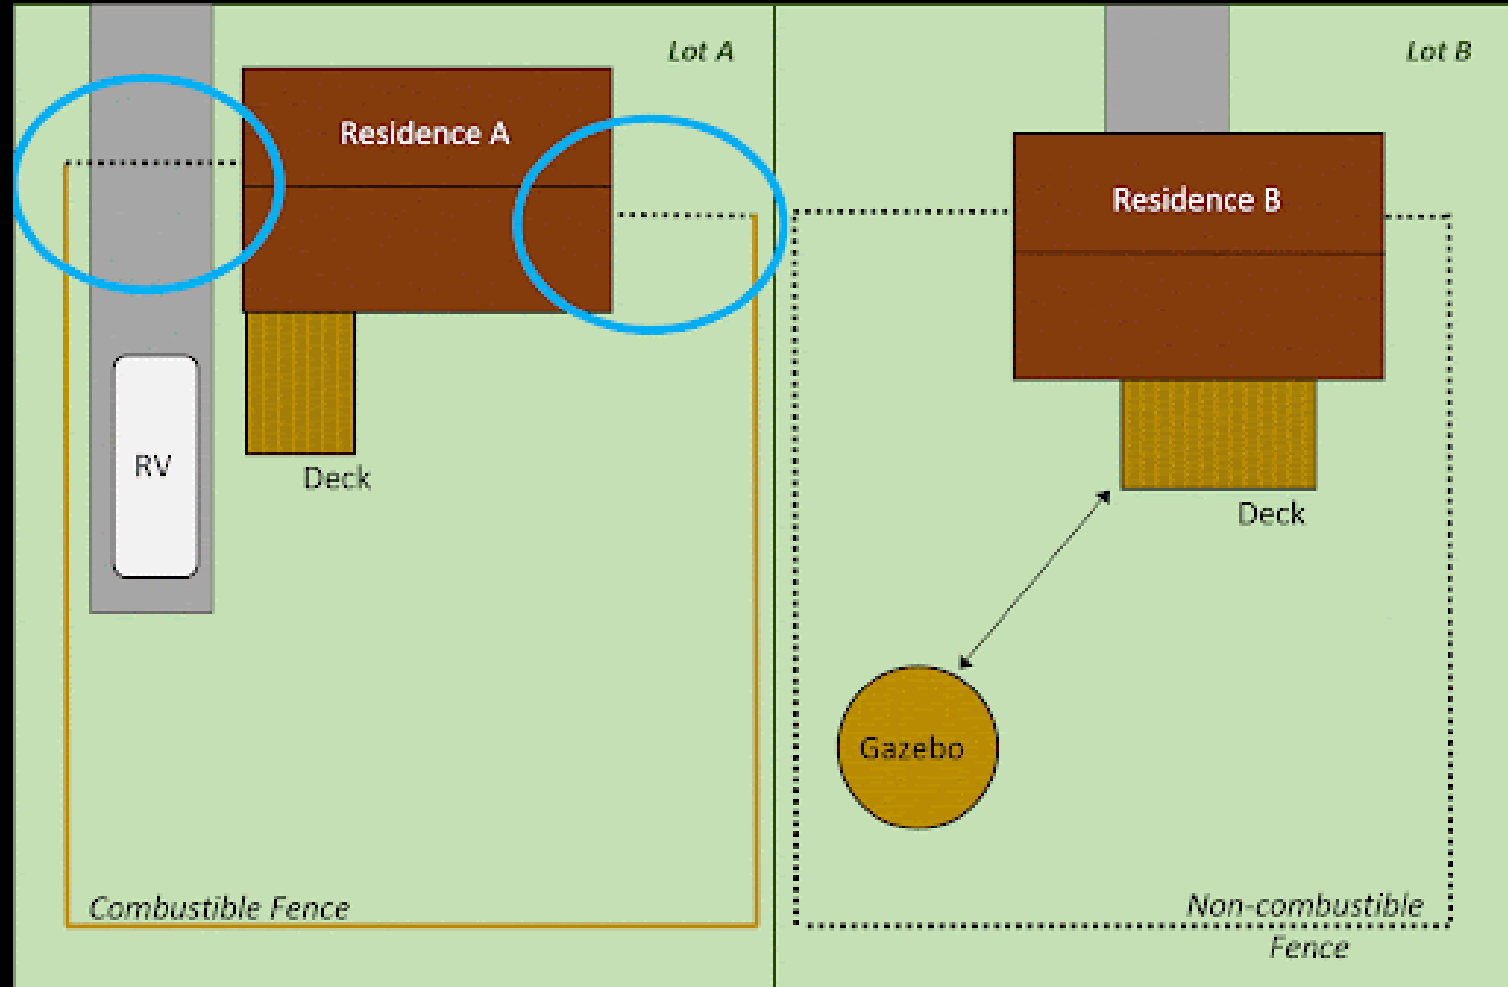 Lot A
Lot B
Residence A
Residence B
RV
Deck
Deck
Gazebo
Combustible Fence
Non-combustible
Fence